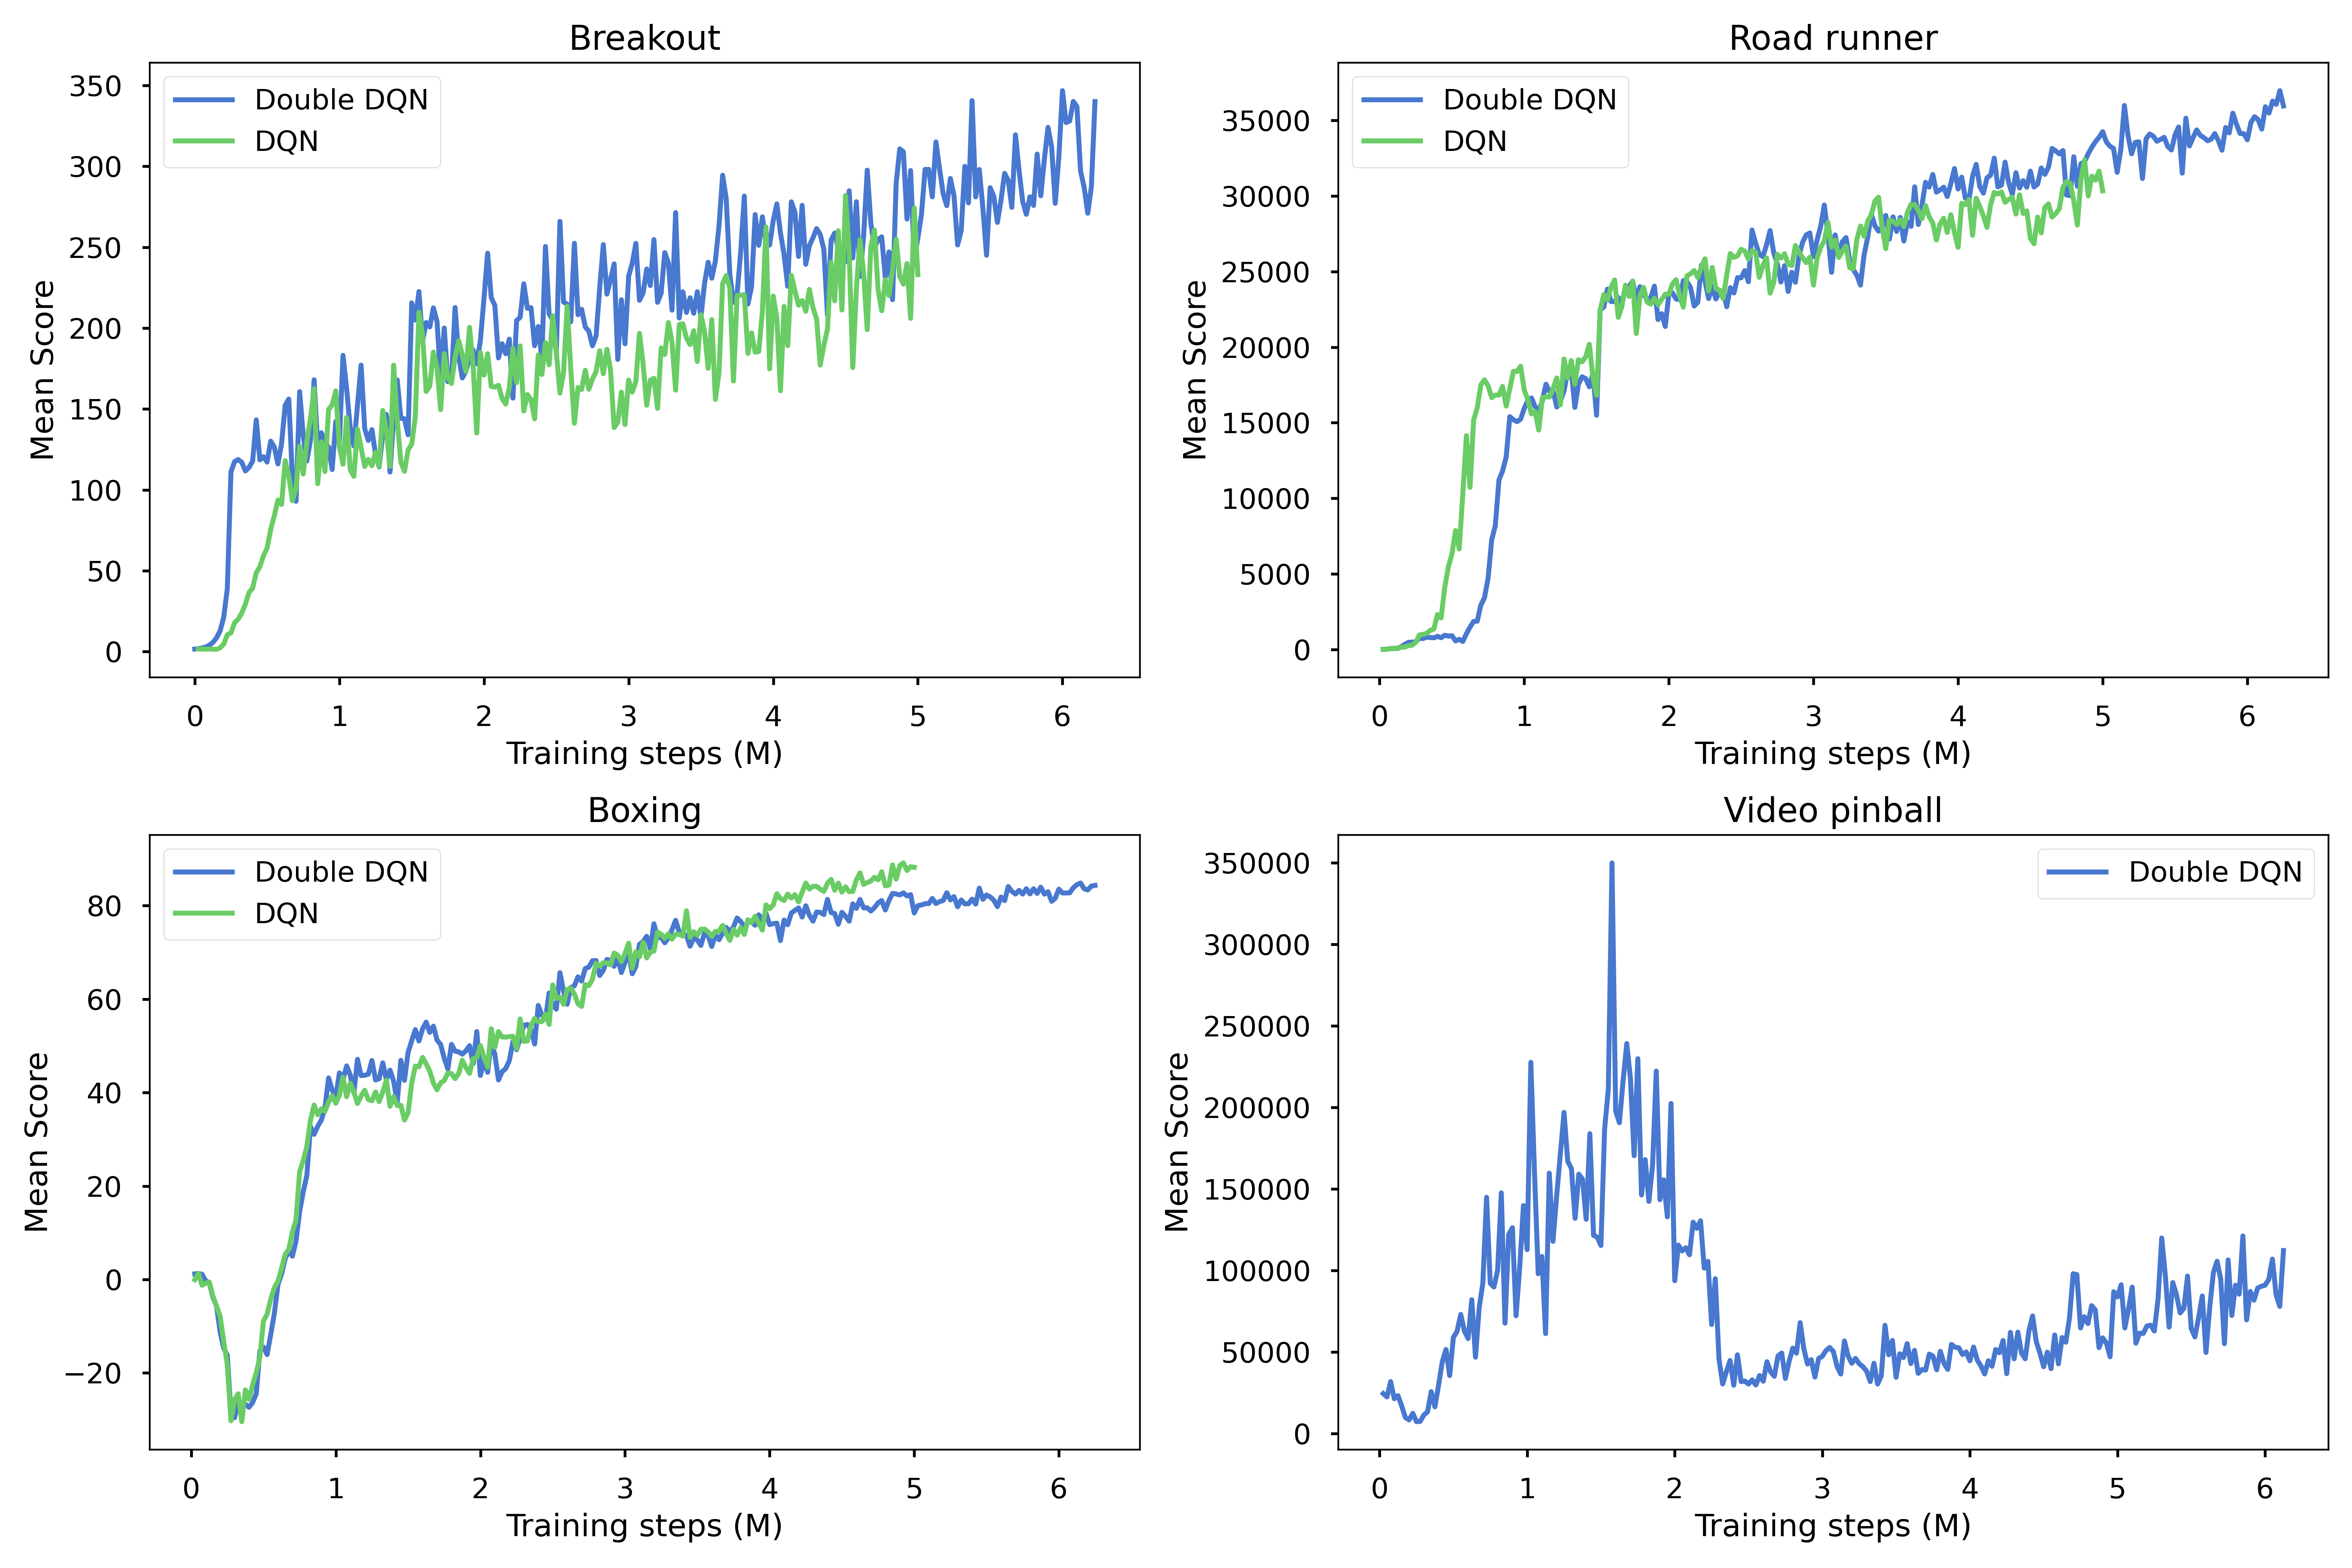 Breakout
Double DQN
DQN
350
300
250
200
150
100
50
0
Mean Score
0 1 2 3 4 5 6
Training steps (M)
Road runner
Double DQN
DQN
35000
30000
25000
20000
15000
10000
5000
0
Mean Score
0 1 2 3 4 5 6
Training steps (M)
Boxing
Double DQN
DQN
80
60
40
20
0
−20
Mean Score
0 1 2 3 4 5 6
Training steps (M)
Video pinball
Double DQN
350000
300000
250000
200000
150000
100000
50000
0
Mean Score
0 1 2 3 4 5 6
Training steps (M)